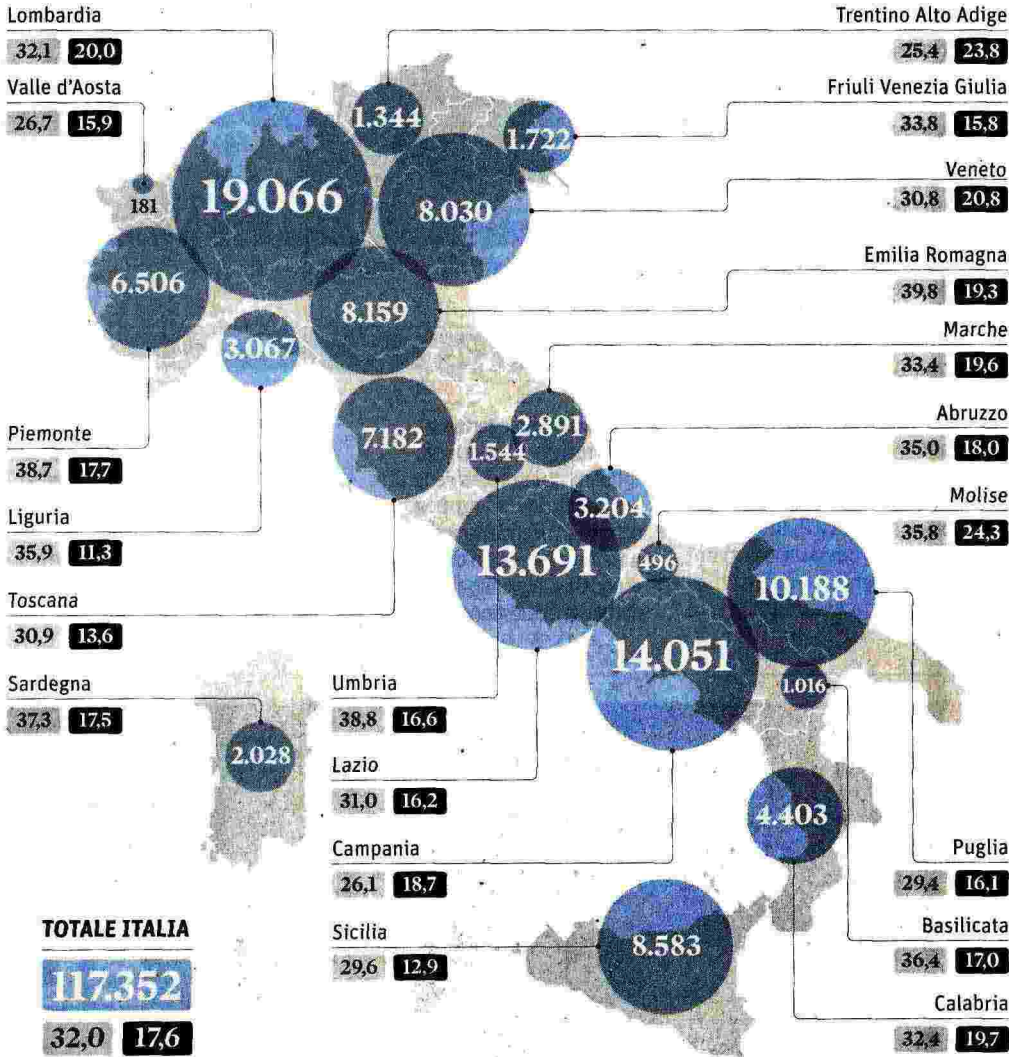 Lombardia
32,1 20,0
Valle d'Aosta
26,7 15,9
181
19.066
1.344
1.722
8.030
6.506
3.067
8.159
Trentino Alto Adige
25,4 23,8
Friuli Venezia Giulia
33,8 15,8
Veneto
30,8 20,8
Emilia Romagna
39,8 19,3
Marche
33,4 19,6
Abruzzo
35,0 18,0
Molise
35,8 24,3
Piemonte
38,7 17,7
Liguria
35,9 11,3
Toscana
30,9 13,6
Sardegna
37,3 17,5
2.028
7.182
1.544
2.891
3.204
13.691
496
10.188
14.051
1.016
4.403
8.583
Umbria
38,8 16,6
Lazio
31,0 16,2
Campania
26,1 18,7
Sicilia
29,6 12,9
Puglia
29,4 16,1
Basilicata
36,4 17,0
Calabria
32,4 19,7
TOTALE ITALIA
117.352
32,0 17,6